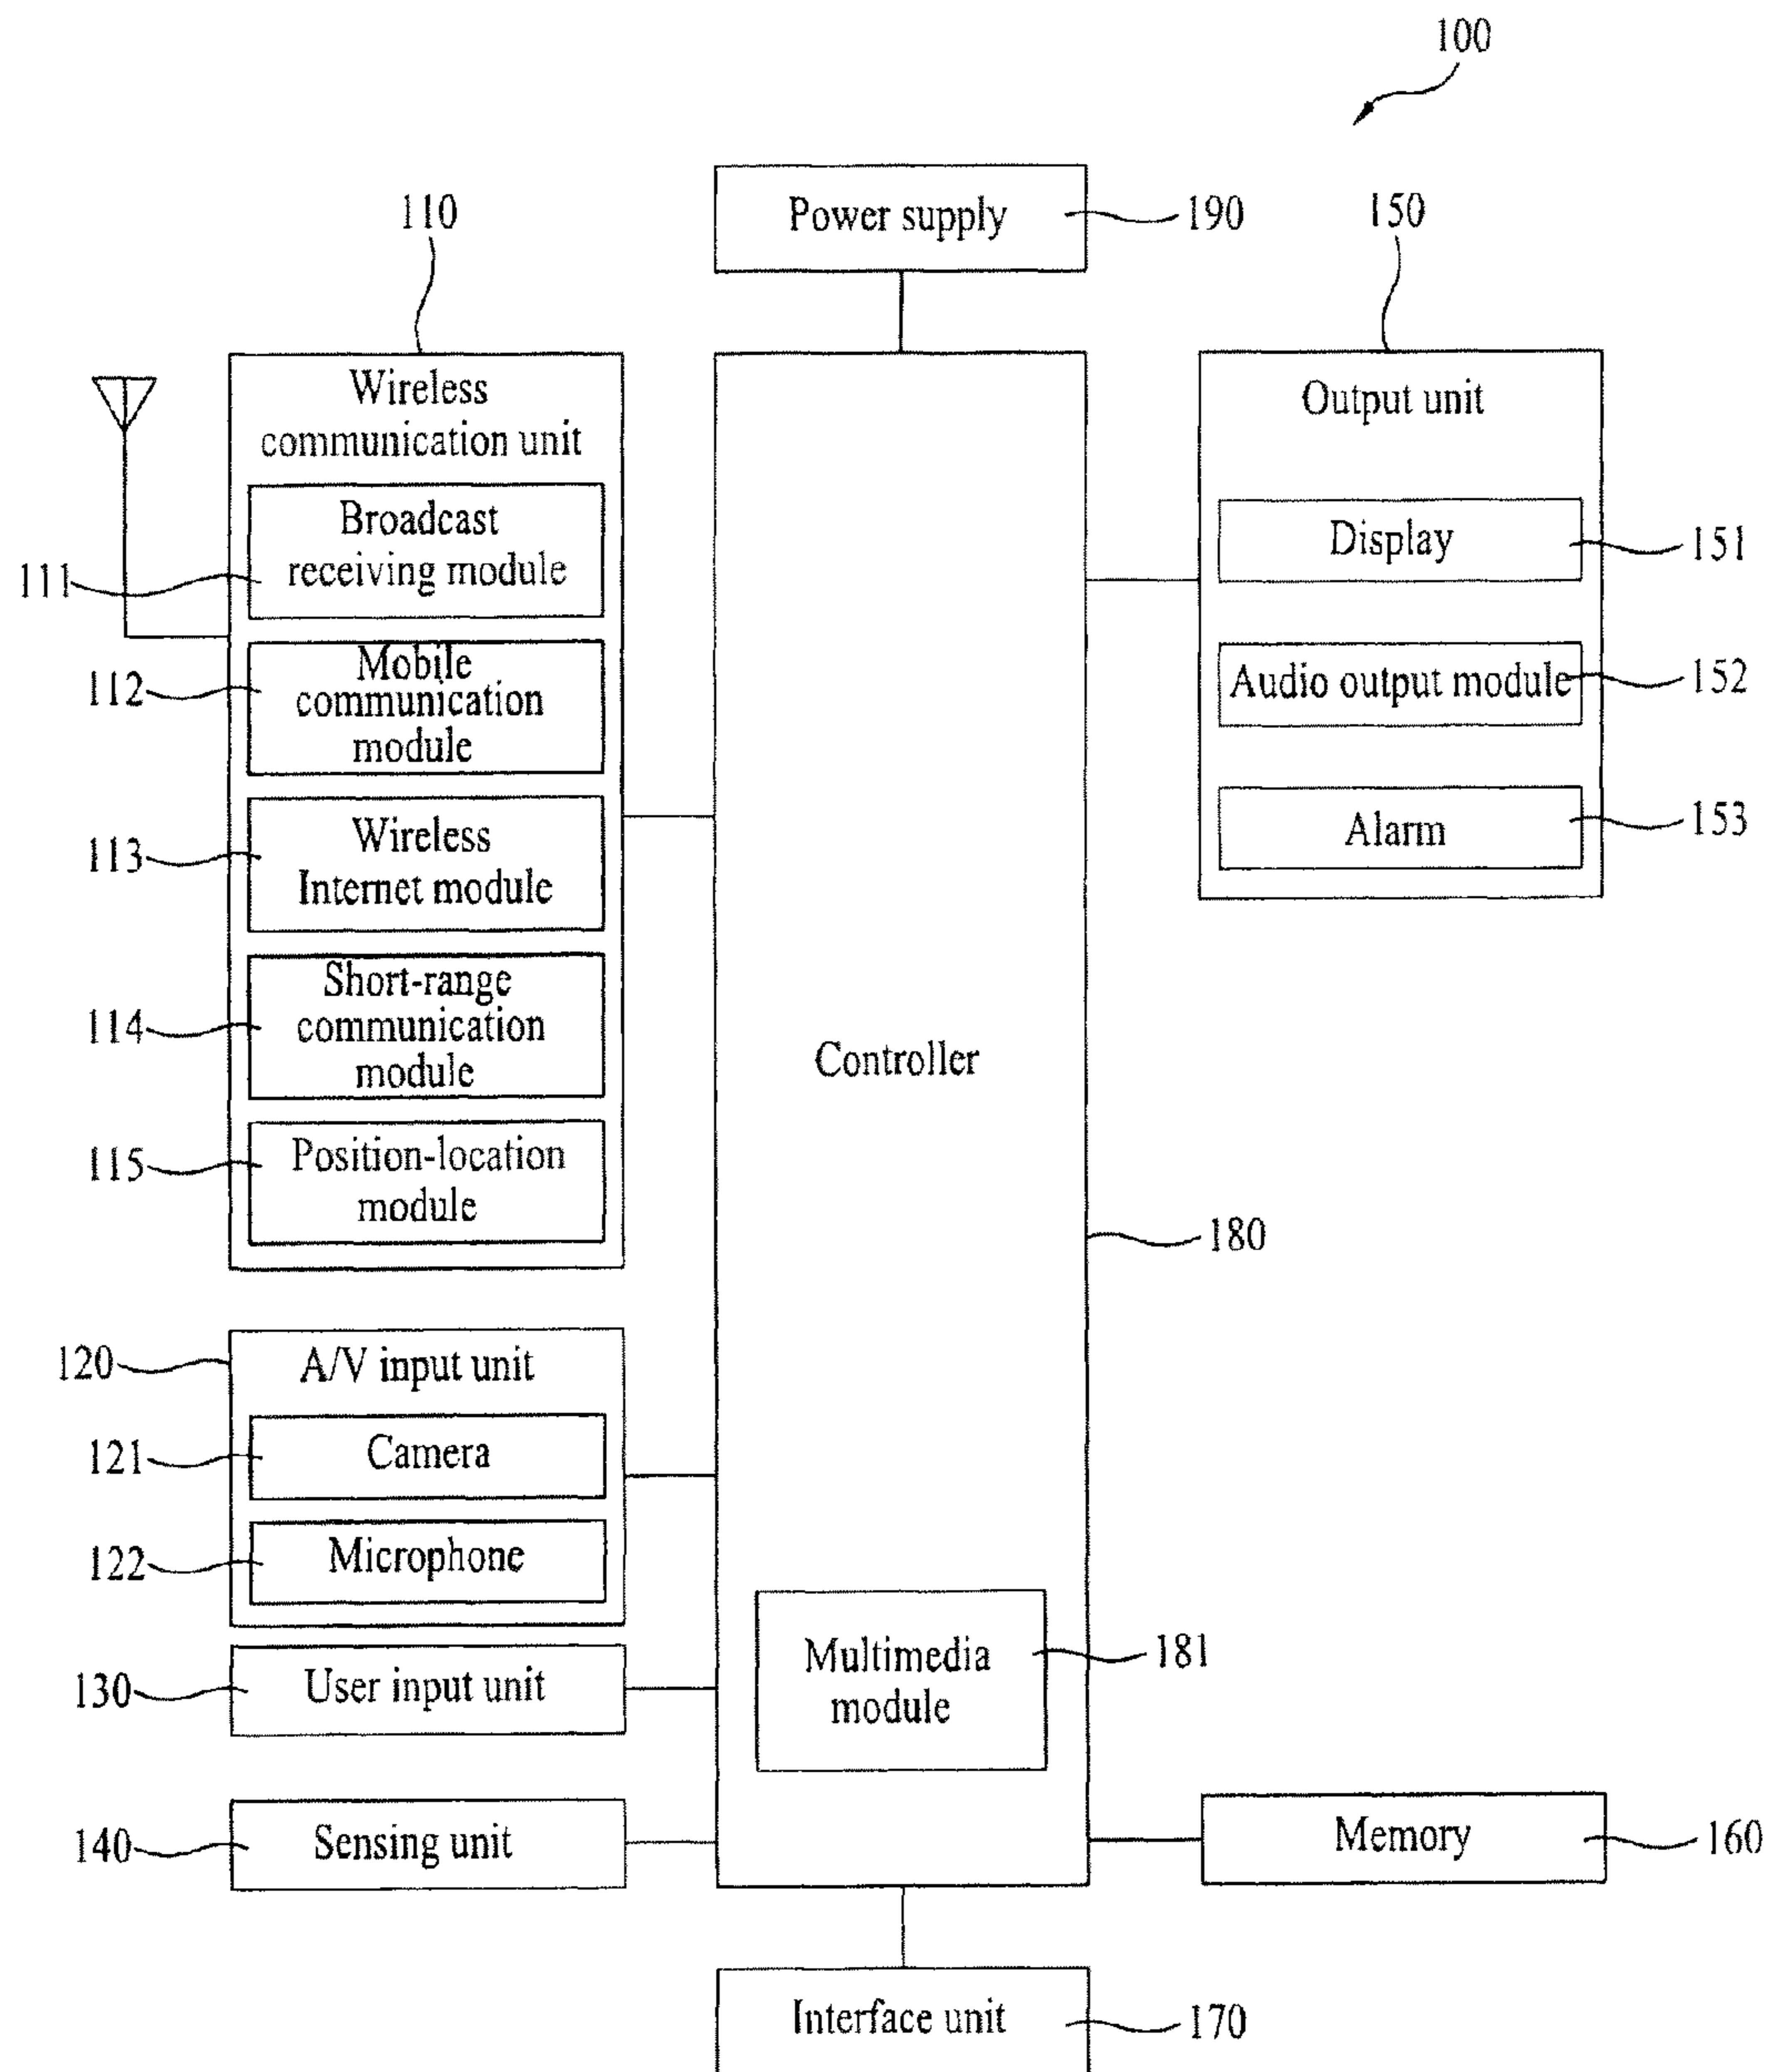 100
Power supply
190
110
150
Wireless
communication unit
Broadcast
receiving module
111
Mobile
communication
module
112
Wireless
Internet module
113
Short-range
communication
module
114
Position-location
module
115
Output unit
Display
151
Audio output module
152
Alarm
153
Controller
180
120
A/V input unit
121
Camera
122
Microphone
130
User input unit
140
Sensing unit
Multimedia
module
181
Memory
160
Interface unit
170